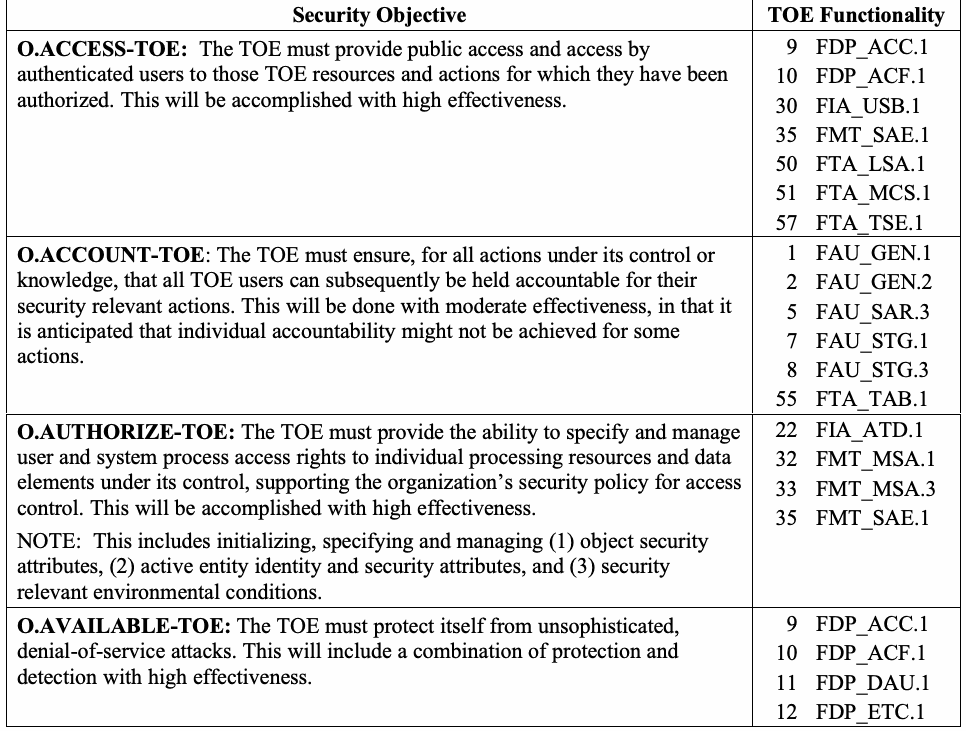 Security Objective
TOE Functionality
O.ACCESS-TOE: The TOE must provide public access and access by
authenticated users to those TOE resources and actions for which they have been
authorized. This will be accomplished with high effectiveness.
9 FDP_ACC.1
10 FDP_ACF.1
30 FIA_USB.1
35 FMT_SAE.1
50 FTA_LSA.1
51 FTA_MCS.1
57 FTA_TSE.1
O.ACCOUNT-TOE: The TOE must ensure, for all actions under its control or
knowledge, that all TOE users can subsequently be held accountable for their
security relevant actions. This will be done with moderate effectiveness, in that it
is anticipated that individual accountability might not be achieved for some
actions.
1 FAU_GEN.1
2 FAU_GEN.2
5 FAU_SAR.3
7 FAU_STG.1
8 FAU_STG.3
55 FTA_TAB.1
O.AUTHORIZE-TOE: The TOE must provide the ability to specify and manage
user and system process access rights to individual processing resources and data
elements under its control, supporting the organization's security policy for access
control. This will be accomplished with high effectiveness.
NOTE: This includes initializing, specifying and managing (1) object security
attributes, (2) active entity identity and security attributes, and (3) security
relevant environmental conditions.
22 FIA_ATD.1
32 FMT_MSA.1
33 FMT_MSA.3
35 FMT_SAE.1
O.AVAILABLE-TOE: The TOE must protect itself from unsophisticated,
denial-of-service attacks. This will include a combination of protection and
detection with high effectiveness.
9 FDP_ACC.1
10 FDP_ACF.1
11 FDP_DAU.1
12 FDP_ETC.1